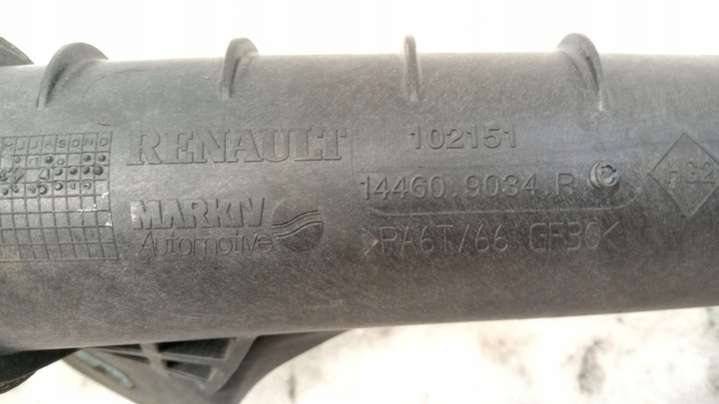 RENAULT
MARKIV
Automotive
102151
14460 9034 R C
>PA6T/66 GF30<
HG2
J J A S O N D